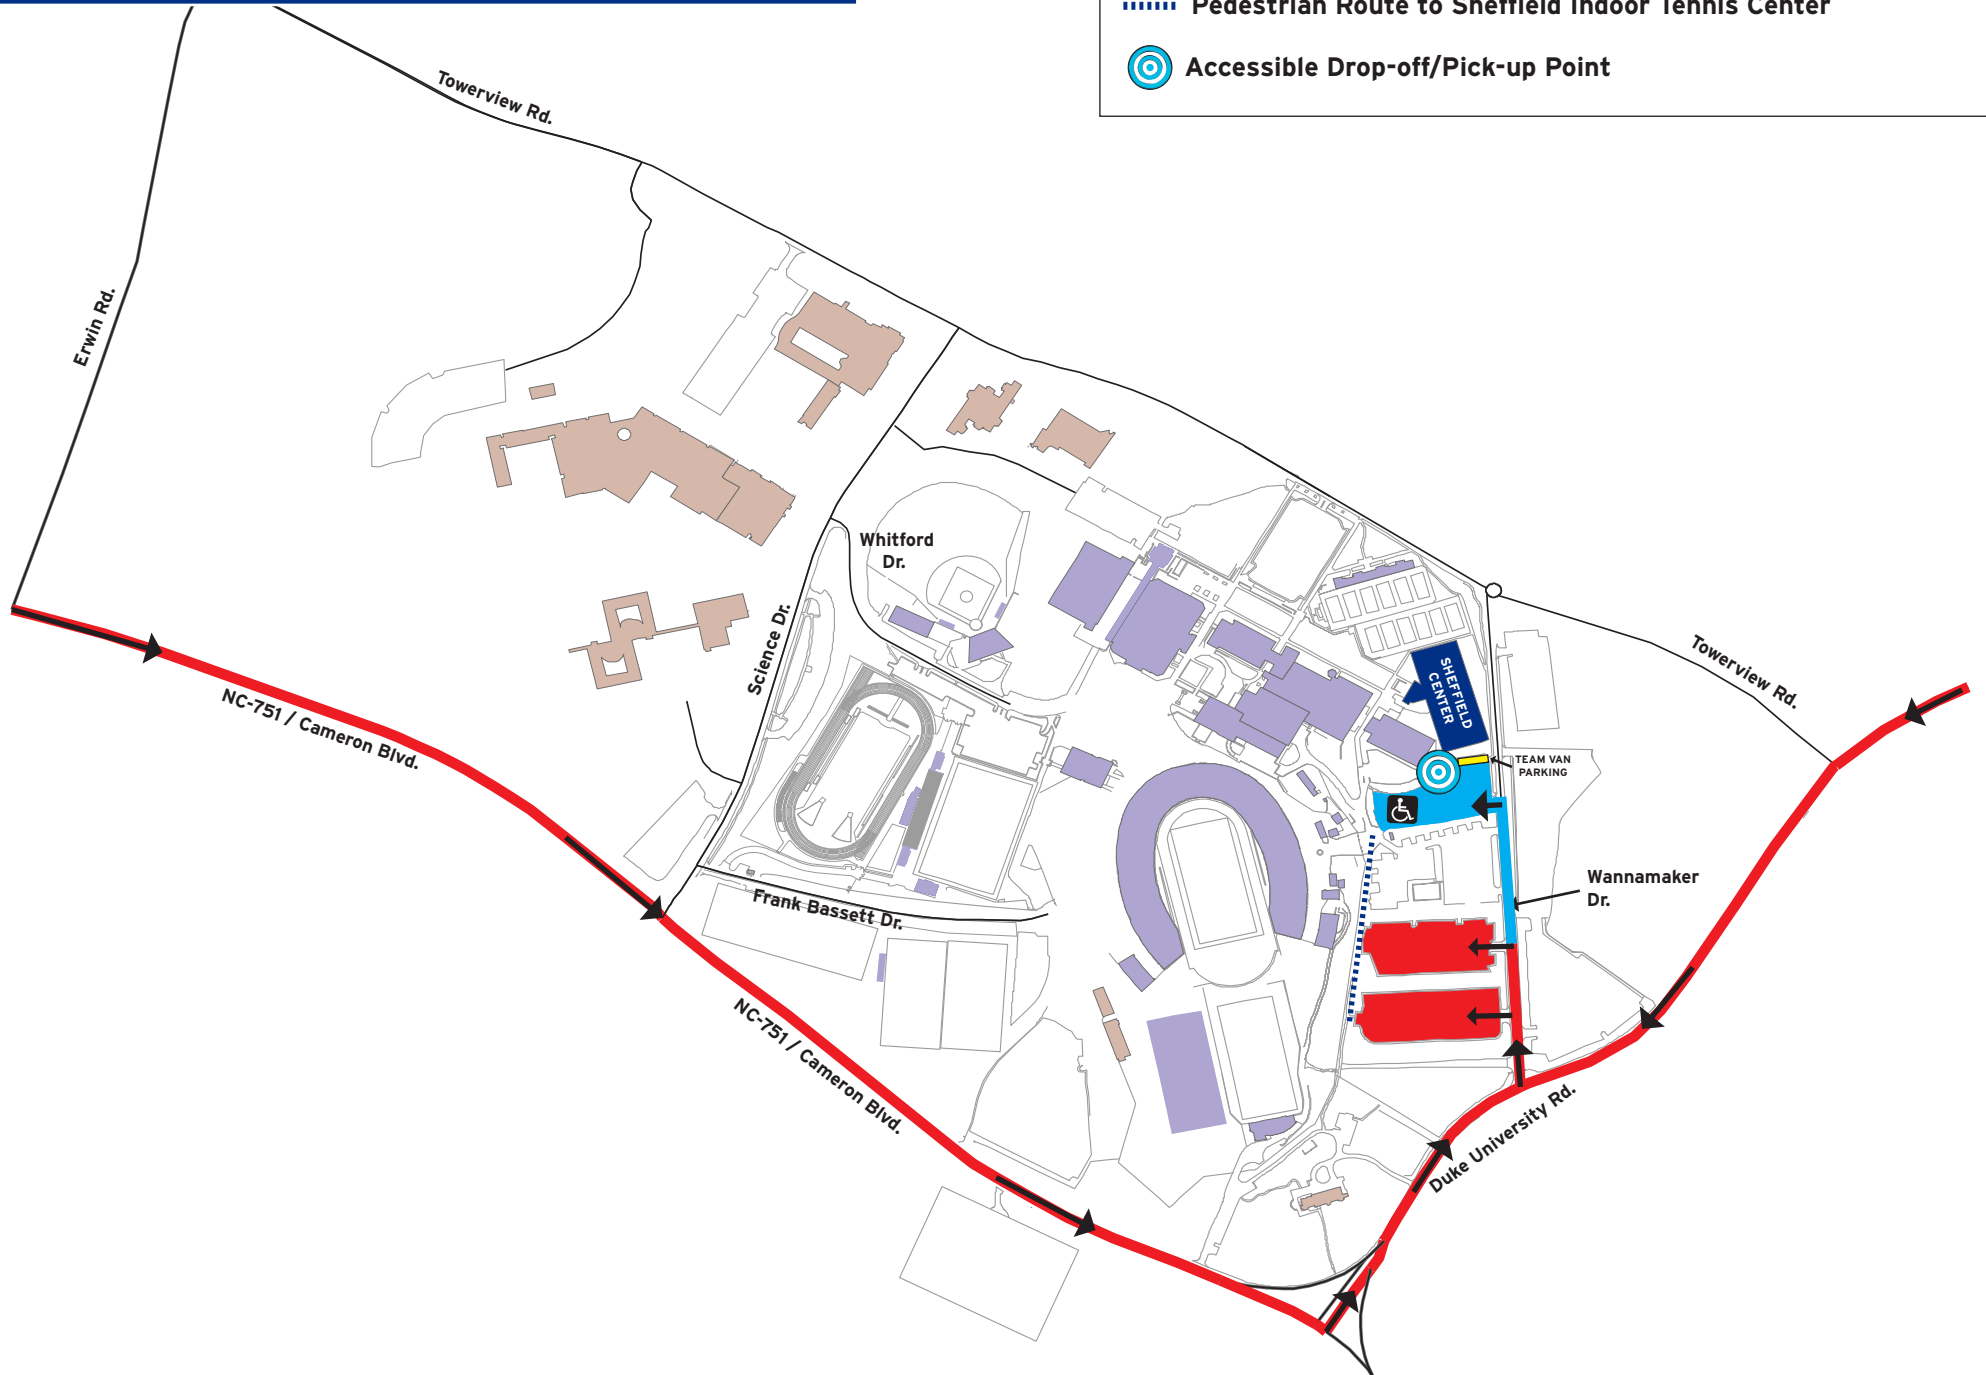 Pedestrian Route to Sheffield Indoor Tennis Center
Accessible Drop-off/Pick-up Point
Towerview Rd.
Erwin Rd.
Whitford
Dr.
Science Dr.
NC-751 / Cameron Blvd.
SHEFFIELD
CENTER
Towerview Rd.
TEAM VAN
PARKING
Wannamaker
Dr.
Frank Bassett Dr.
NC-751 / Cameron Blvd.
Duke University Rd.